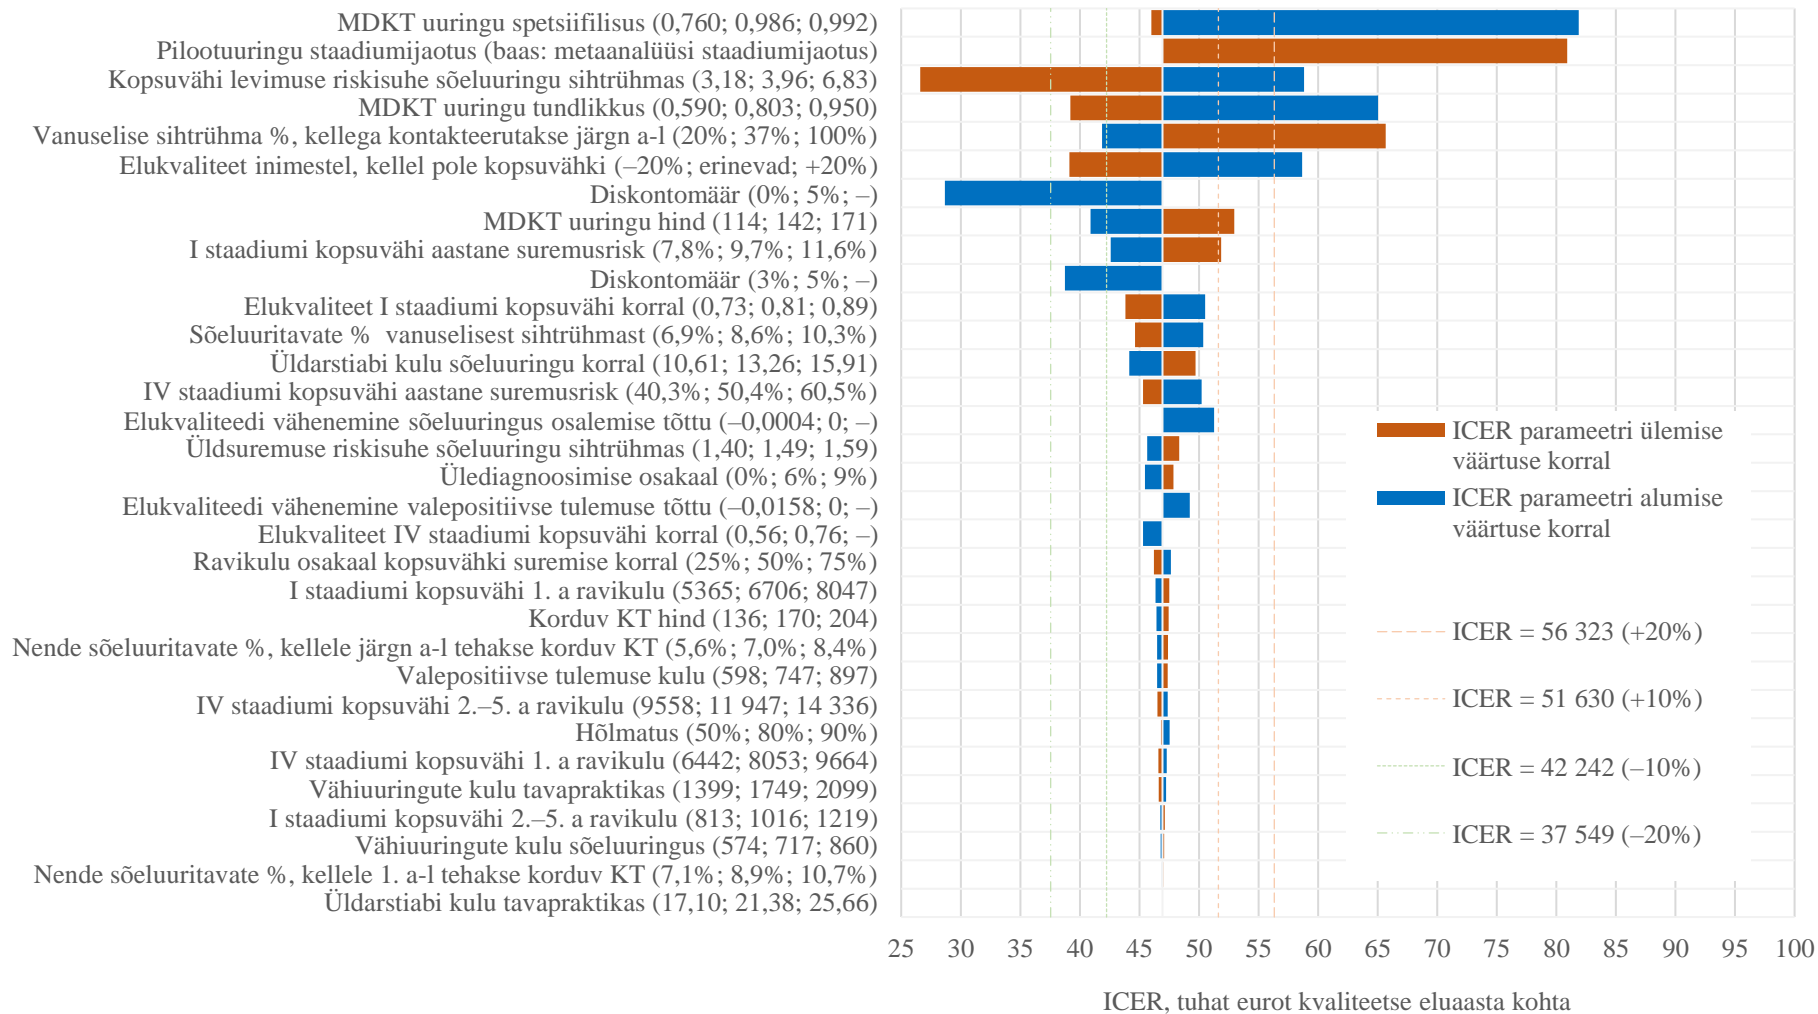 MDKT uuringu spetsiifilisus (0,760; 0,986; 0,992)
Pilootuuringu staadiumijaotus (baas: metaanalüüsi staadiumijaotus)
Kopsuvähi levimuse riskisuhe sõeluuringu sihtrühmas (3,18; 3,96; 6,83)
MDKT uuringu tundlikkus (0,590; 0,803; 0,950)
Vanuselise sihtrühma %, kellega kontakteerutakse järgn a-l (20%; 37%; 100%)
Elukvaliteet inimestel, kellel pole kopsuvähki (–20%; erinevad; +20%)
Diskontomäär (0%; 5%; –)
MDKT uuringu hind (114; 142; 171)
I staadiumi kopsuvähi aastane suremusrisk (7,8%; 9,7%; 11,6%)
Diskontomäär (3%; 5%; –)
Elukvaliteet I staadiumi kopsuvähi korral (0,73; 0,81; 0,89)
Sõeluuritavate %  vanuselisest sihtrühmast (6,9%; 8,6%; 10,3%)
Üldarstiabi kulu sõeluuringu korral (10,61; 13,26; 15,91)
IV staadiumi kopsuvähi aastane suremusrisk (40,3%; 50,4%; 60,5%)
Elukvaliteedi vähenemine sõeluuringus osalemise tõttu (–0,0004; 0; –)
Üldsuremuse riskisuhe sõeluuringu sihtrühmas (1,40; 1,49; 1,59)
Ülediagnoosimise osakaal (0%; 6%; 9%)
Elukvaliteedi vähenemine valepositiivse tulemuse tõttu (–0,0158; 0; –)
Elukvaliteet IV staadiumi kopsuvähi korral (0,56; 0,76; –)
Ravikulu osakaal kopsuvähki suremise korral (25%; 50%; 75%)
I staadiumi kopsuvähi 1. a ravikulu (5365; 6706; 8047)
Korduv KT hind (136; 170; 204)
Nende sõeluuritavate %, kellele järgn a-l tehakse korduv KT (5,6%; 7,0%; 8,4%)
Valepositiivse tulemuse kulu (598; 747; 897)
IV staadiumi kopsuvähi 2.–5. a ravikulu (9558; 11 947; 14 336)
Hõlmatus (50%; 80%; 90%)
IV staadiumi kopsuvähi 1. a ravikulu (6442; 8053; 9664)
Vähiuuringute kulu tavapraktikas (1399; 1749; 2099)
I staadiumi kopsuvähi 2.–5. a ravikulu (813; 1016; 1219)
Vähiuuringute kulu sõeluuringus (574; 717; 860)
Nende sõeluuritavate %, kellele 1. a-l tehakse korduv KT (7,1%; 8,9%; 10,7%)
Üldarstiabi kulu tavapraktikas (17,10; 21,38; 25,66)
ICER parameetri ülemise
väärtuse korral
ICER parameetri alumise
väärtuse korral
ICER = 56 323 (+20%)
ICER = 51 630 (+10%)
ICER = 42 242 (–10%)
ICER = 37 549 (–20%)
25 30 35 40 45 50 55 60 65 70 75 80 85 90 95 100
ICER, tuhat eurot kvaliteetse eluaasta kohta